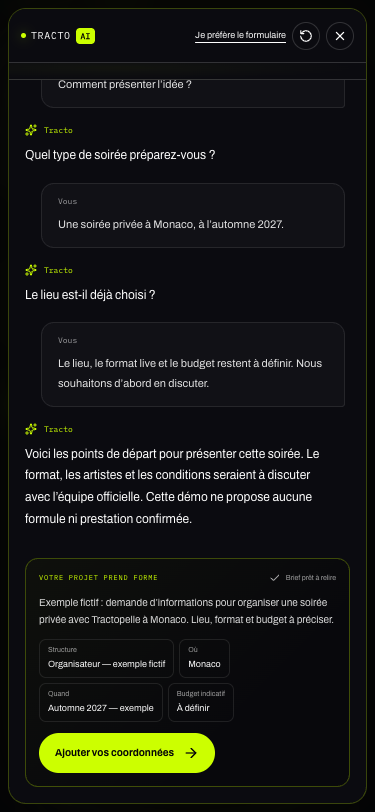 TRACTO AI
Je préfère le formulaire
Comment présenter l'idée ?
Tracto
Quel type de soirée préparez-vous ?
Vous
Une soirée privée à Monaco, à l'automne 2027.
Tracto
Le lieu est-il déjà choisi ?
Vous
Le lieu, le format live et le budget restent à définir. Nous
souhaitons d'abord en discuter.
Tracto
Voici les points de départ pour présenter cette soirée. Le
format, les artistes et les conditions seraient à discuter
avec l'équipe officielle. Cette démo ne propose aucune
formule ni prestation confirmée.
VOTRE PROJET PREND FORME
Brief prêt à relire
Exemple fictif : demande d'informations pour organiser une soirée
privée avec Tractopelle à Monaco. Lieu, format et budget à préciser.
Structure
Organisateur — exemple fictif
Où
Monaco
Quand
Automne 2027 — exemple
Budget indicatif
À définir
Ajouter vos coordonnées